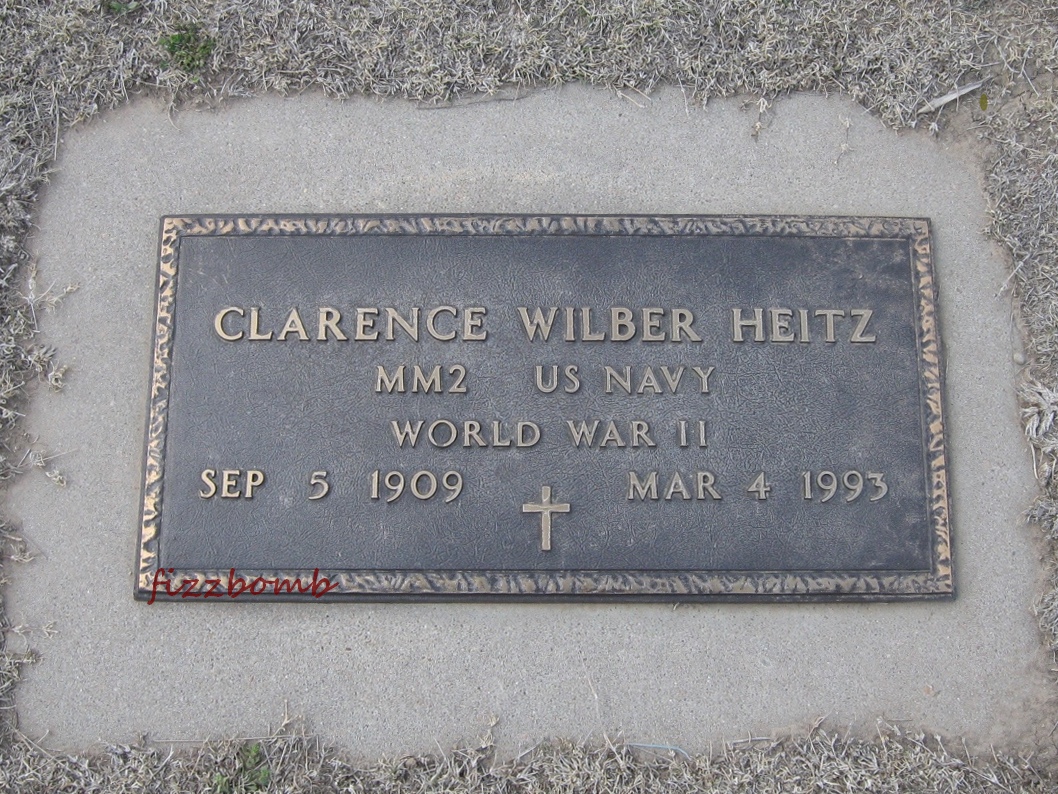 CLARENCE WILBER HEITZ
MM2 US NAVY
WORLD WAR II
SEP 5 1909 MAR 4 1993
fizzbomb